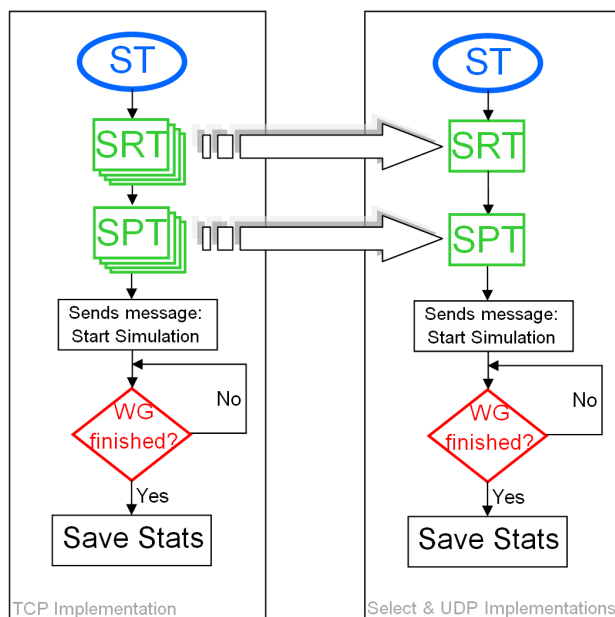 ST
SRT
SPT
Sends message:
Start Simulation
No
WG
finished?
Yes
Save Stats
TCP Implementation
ST
SRT
SPT
Sends message:
Start Simulation
No
WG
finished?
Yes
Save Stats
Select & UDP Implementations